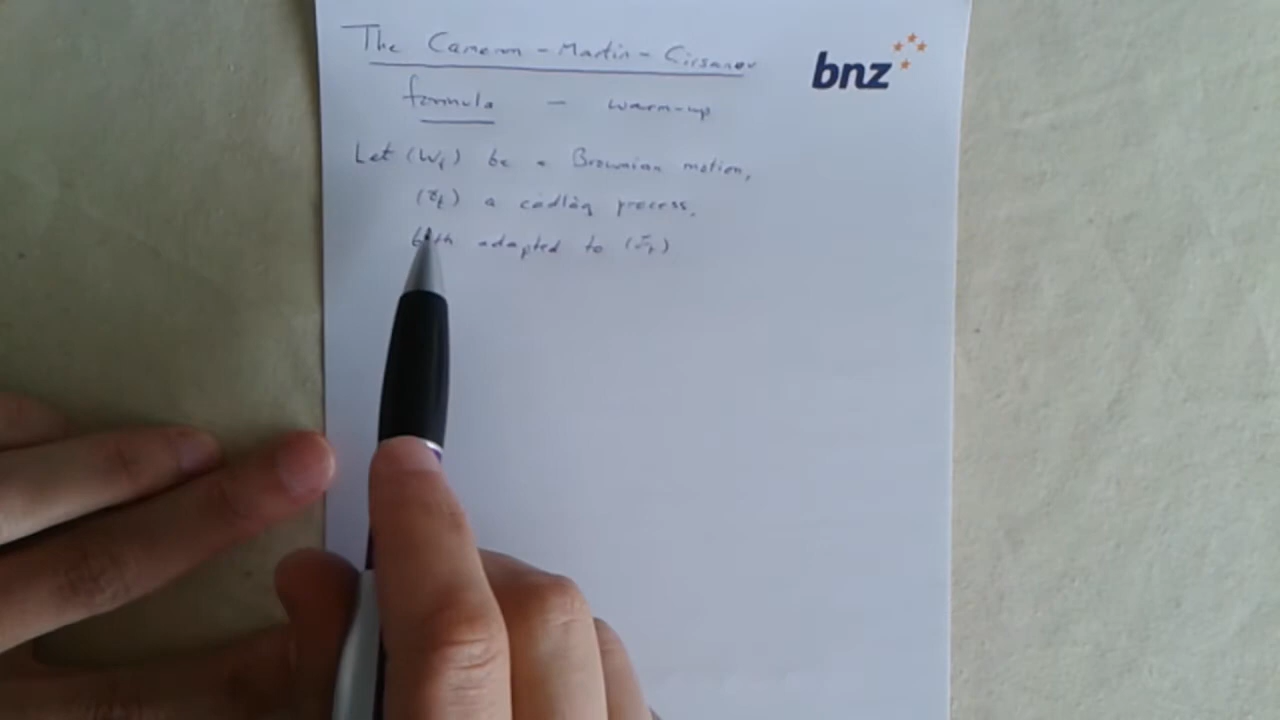 The Cameron - Martin - Girsanov
formula - warm-up
bnz
Let (Wₜ) be a Brownian motion,
(γₜ) a càdlàg process,
both adapted to (ℱₜ)